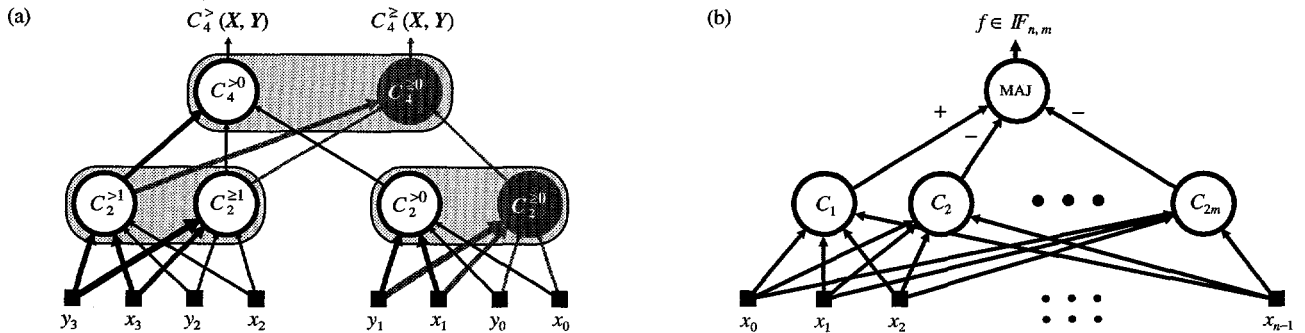 (a)
C_4^> (X, Y) C_4^≥ (X, Y)
C_4^{>0} C_4^{≥0}
C_2^{>1} C_2^{≥1} C_2^{>0} C_2^{≥0}
y_3 x_3 y_2 x_2 y_1 x_1 y_0 x_0
(b)
f ∈ IF_{n, m}
MAJ
+ − −
C_1 C_2 C_{2m}
x_0 x_1 x_2 x_{n-1}